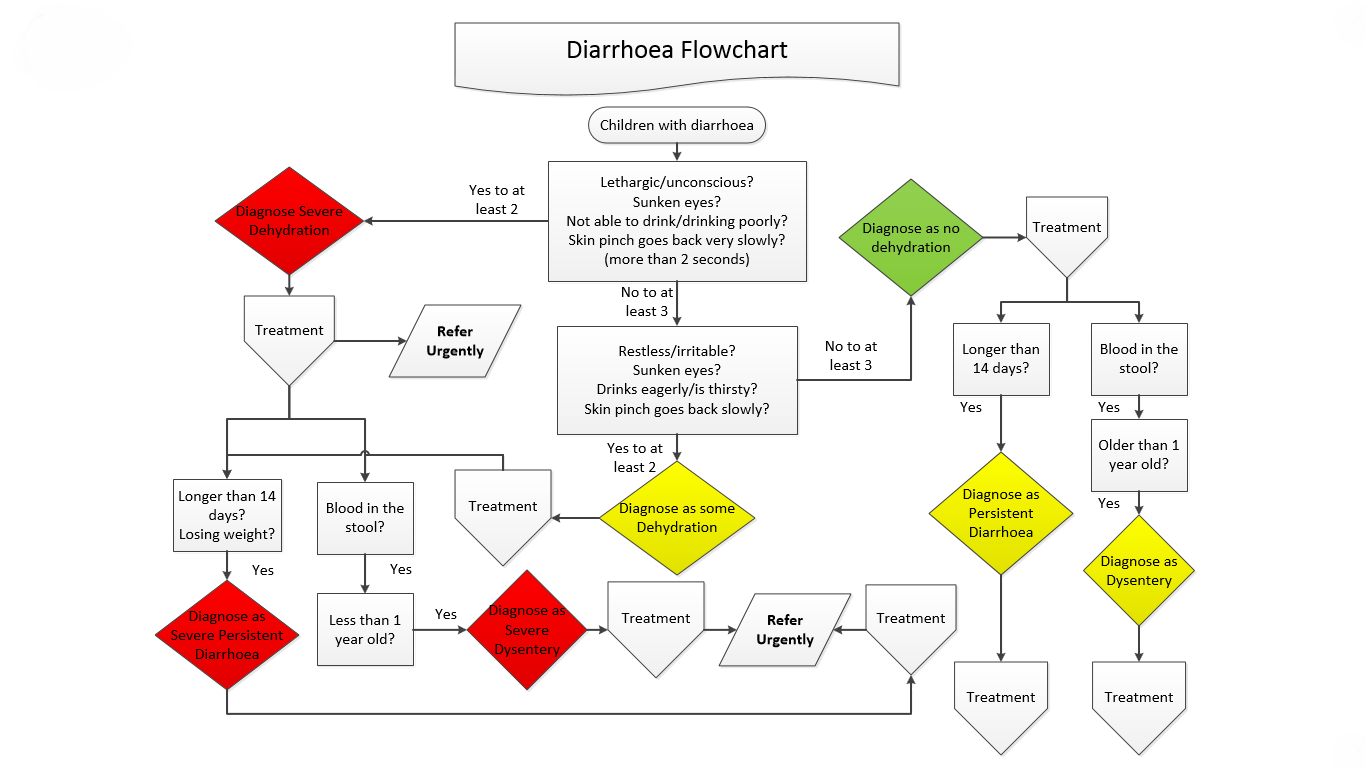 Diarrhoea Flowchart
Children with diarrhoea
Lethargic/unconscious?
Sunken eyes?
Not able to drink/drinking poorly?
Skin pinch goes back very slowly?
(more than 2 seconds)
Yes to at
least 2
Diagnose Severe
Dehydration
Treatment
Refer
Urgently
No to at
least 3
Restless/irritable?
Sunken eyes?
Drinks eagerly/is thirsty?
Skin pinch goes back slowly?
No to at
least 3
Diagnose as no
dehydration
Treatment
Longer than
14 days?
Yes
Diagnose as
Persistent
Diarrhoea
Treatment
Blood in the
stool?
Yes
Older than 1
year old?
Yes
Diagnose as
Dysentery
Treatment
Yes to at
least 2
Diagnose as some
Dehydration
Treatment
Longer than 14
days?
Losing weight?
Yes
Diagnose as
Severe Persistent
Diarrhoea
Blood in the
stool?
Yes
Less than 1
year old?
Yes
Diagnose as
Severe
Dysentery
Treatment
Refer
Urgently
Treatment